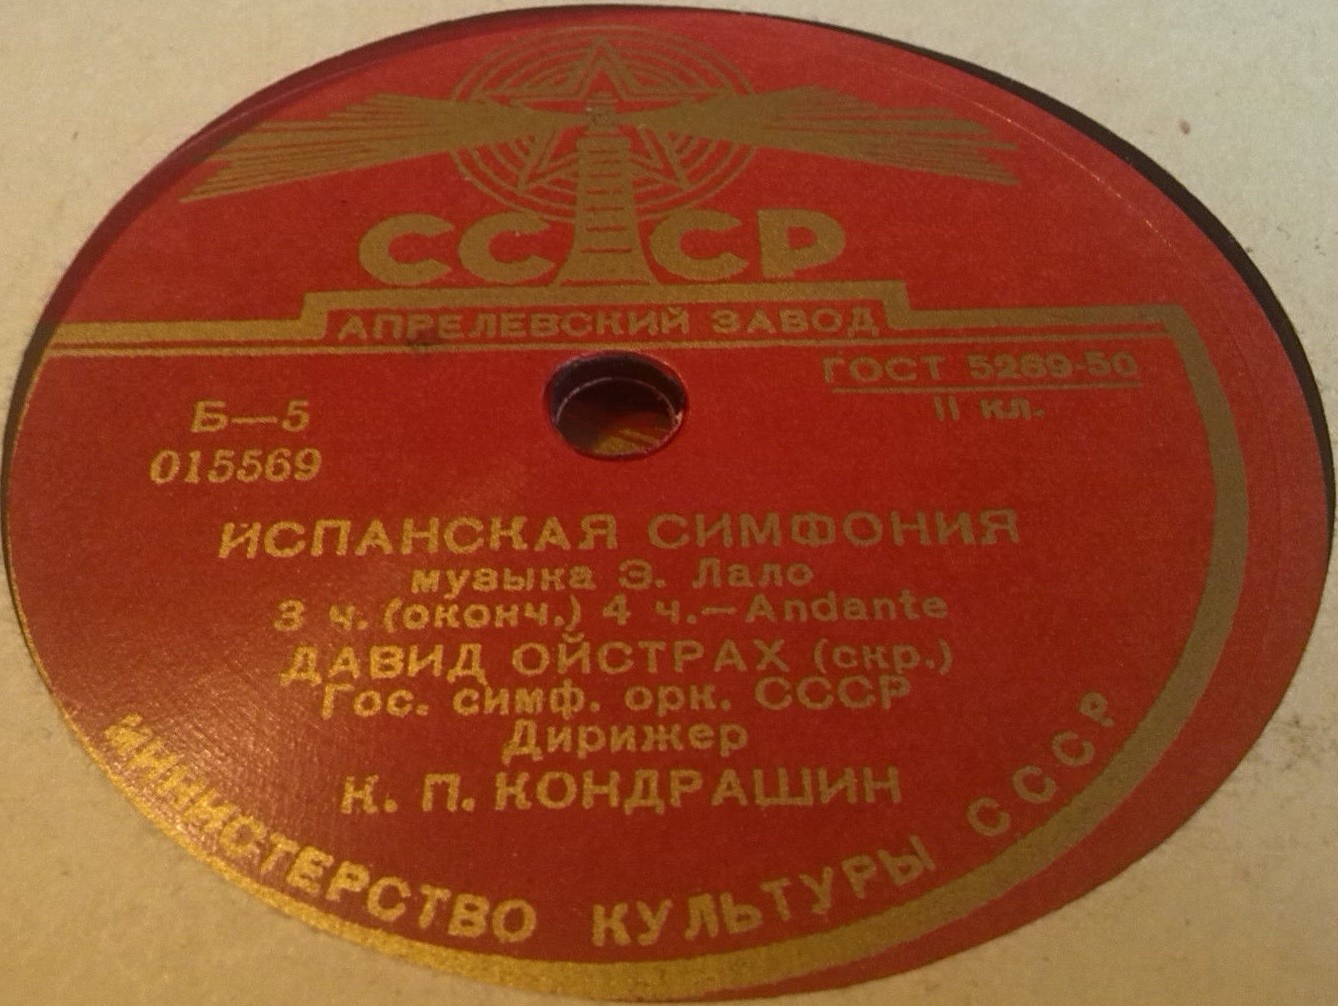 СССР
АПРЕЛЕВСКИЙ ЗАВОД
ГОСТ 5289-50
II кл.
Б—5
015569
ИСПАНСКАЯ СИМФОНИЯ
музыка Э. Лало
3 ч. (оконч.) 4 ч.—Andante
ДАВИД ОЙСТРАХ (скр.)
Гос. симф. орк. СССР
Дирижер
К. П. КОНДРАШИН
МИНИСТЕРСТВО КУЛЬТУРЫ СССР